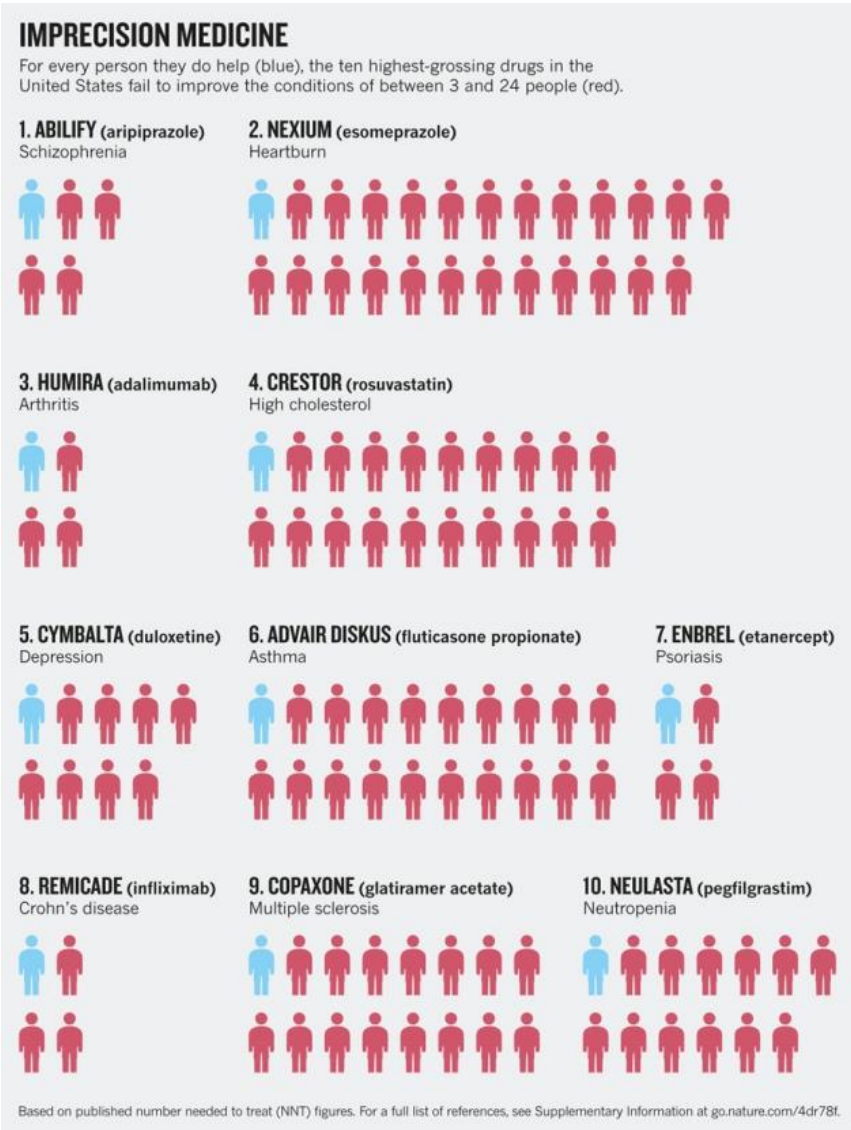 IMPRECISION MEDICINE
For every person they do help (blue), the ten highest-grossing drugs in the
United States fail to improve the conditions of between 3 and 24 people (red).
1. ABILIFY (aripiprazole)
Schizophrenia
2. NEXIUM (esomeprazole)
Heartburn
3. HUMIRA (adalimumab)
Arthritis
4. CRESTOR (rosuvastatin)
High cholesterol
5. CYMBALTA (duloxetine)
Depression
6. ADVAIR DISKUS (fluticasone propionate)
Asthma
7. ENBREL (etanercept)
Psoriasis
8. REMICADE (infliximab)
Crohn's disease
9. COPAXONE (glatiramer acetate)
Multiple sclerosis
10. NEULASTA (pegfilgrastim)
Neutropenia
Based on published number needed to treat (NNT) figures. For a full list of references, see Supplementary Information at go.nature.com/4dr78f.